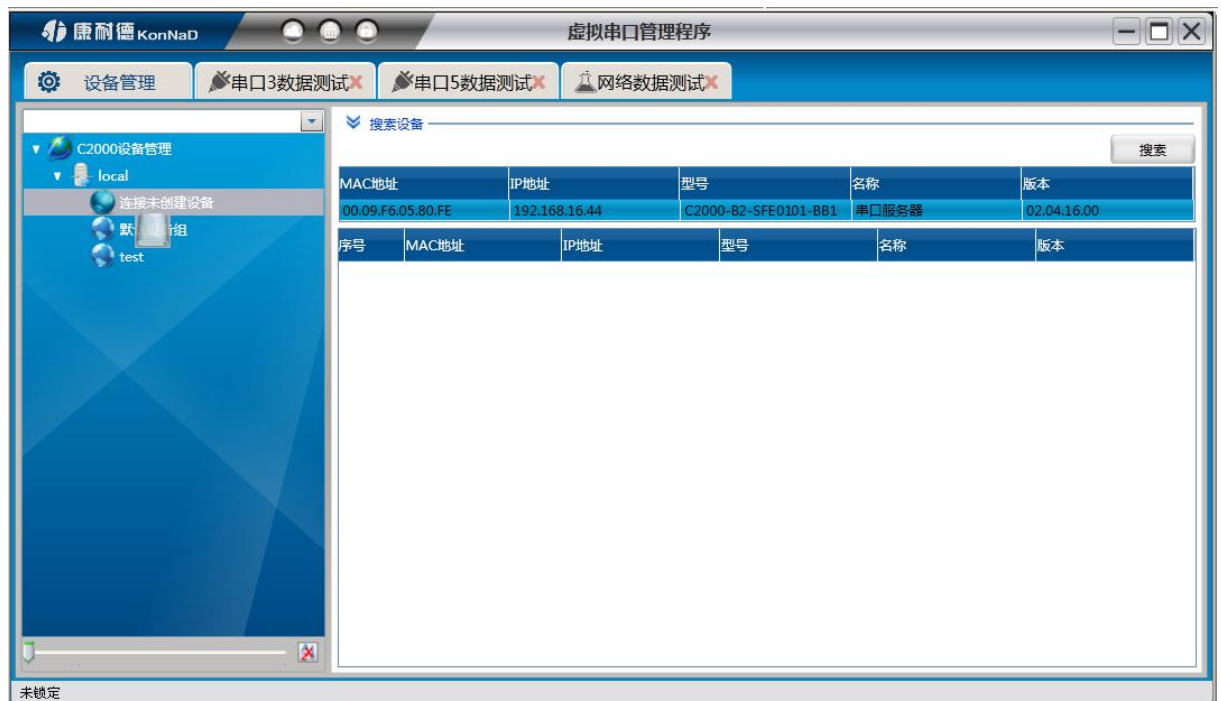 康耐德 KonNaD
虚拟串口管理程序
设备管理 串口3数据测试 串口5数据测试 网络数据测试
搜索设备
C2000设备管理
搜索
local
MAC地址 IP地址 型号 名称 版本
连接未创建设备
00.09.F6.05.80.FE 192.168.16.44 C2000-B2-SFE0101-BB1 串口服务器 02.04.16.00
默 组
序号 MAC地址 IP地址 型号 名称 版本
test
未锁定